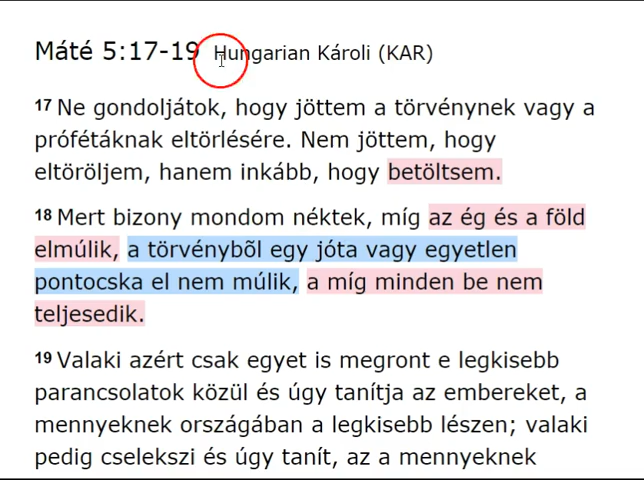 Máté 5:17-19 Hungarian Károli (KAR)
17 Ne gondoljátok, hogy jöttem a törvénynek vagy a
prófétáknak eltörlésére. Nem jöttem, hogy
eltöröljem, hanem inkább, hogy betöltsem.
18 Mert bizony mondom néktek, míg az ég és a föld
elmúlik, a törvénybõl egy jóta vagy egyetlen
pontocska el nem múlik, a míg minden be nem
teljesedik.
19 Valaki azért csak egyet is megront e legkisebb
parancsolatok közül és úgy tanítja az embereket, a
mennyeknek országában a legkisebb lészen; valaki
pedig cselekszi és úgy tanít, az a mennyeknek